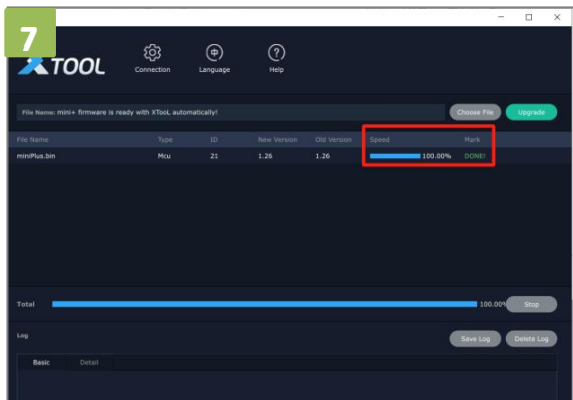 7
XTOOL
Connection
Language
Help
File Name: mini+ firmware is ready with XTooL automatically!
Choose File
Upgrade
File Name Type ID New Version Old Version Speed Mark
miniPlus.bin Mcu 21 1.26 1.26 100.00% DONE!
Total 100.00% Stop
Log Save Log Delete Log
Basic Detail